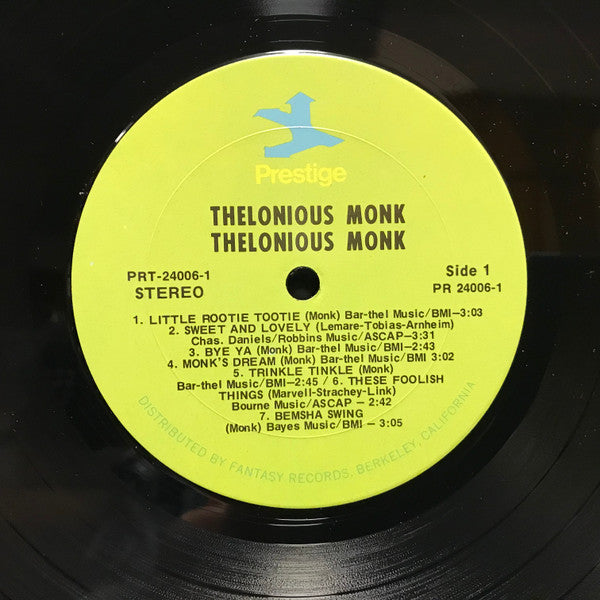 Prestige
THELONIOUS MONK
THELONIOUS MONK
PRT-24006-1
STEREO
Side 1
PR 24006-1
1. LITTLE ROOTIE TOOTIE (Monk) Bar-thel Music/BMI–3:03
2. SWEET AND LOVELY (Lemare-Tobias-Arnheim)
Chas. Daniels/Robbins Music/ASCAP–3:31
3. BYE YA (Monk) Bar-thel Music/BMI–2:43
4. MONK'S DREAM (Monk) Bar-thel Music/BMI 3:02
5. TRINKLE TINKLE (Monk)
Bar-thel Music/BMI–2:45 / 6. THESE FOOLISH
THINGS (Marvell-Strachey-Link)
Bourne Music/ASCAP – 2:42
7. BEMSHA SWING
(Monk) Bayes Music/BMI – 3:05
DISTRIBUTED BY FANTASY RECORDS, BERKELEY, CALIFORNIA